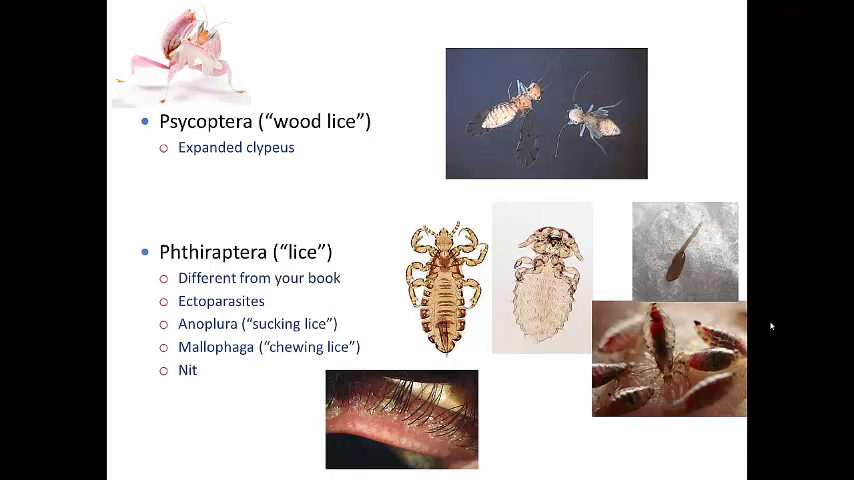 Psycoptera (“wood lice”)
Expanded clypeus
Phthiraptera (“lice”)
Different from your book
Ectoparasites
Anoplura (“sucking lice”)
Mallophaga (“chewing lice”)
Nit